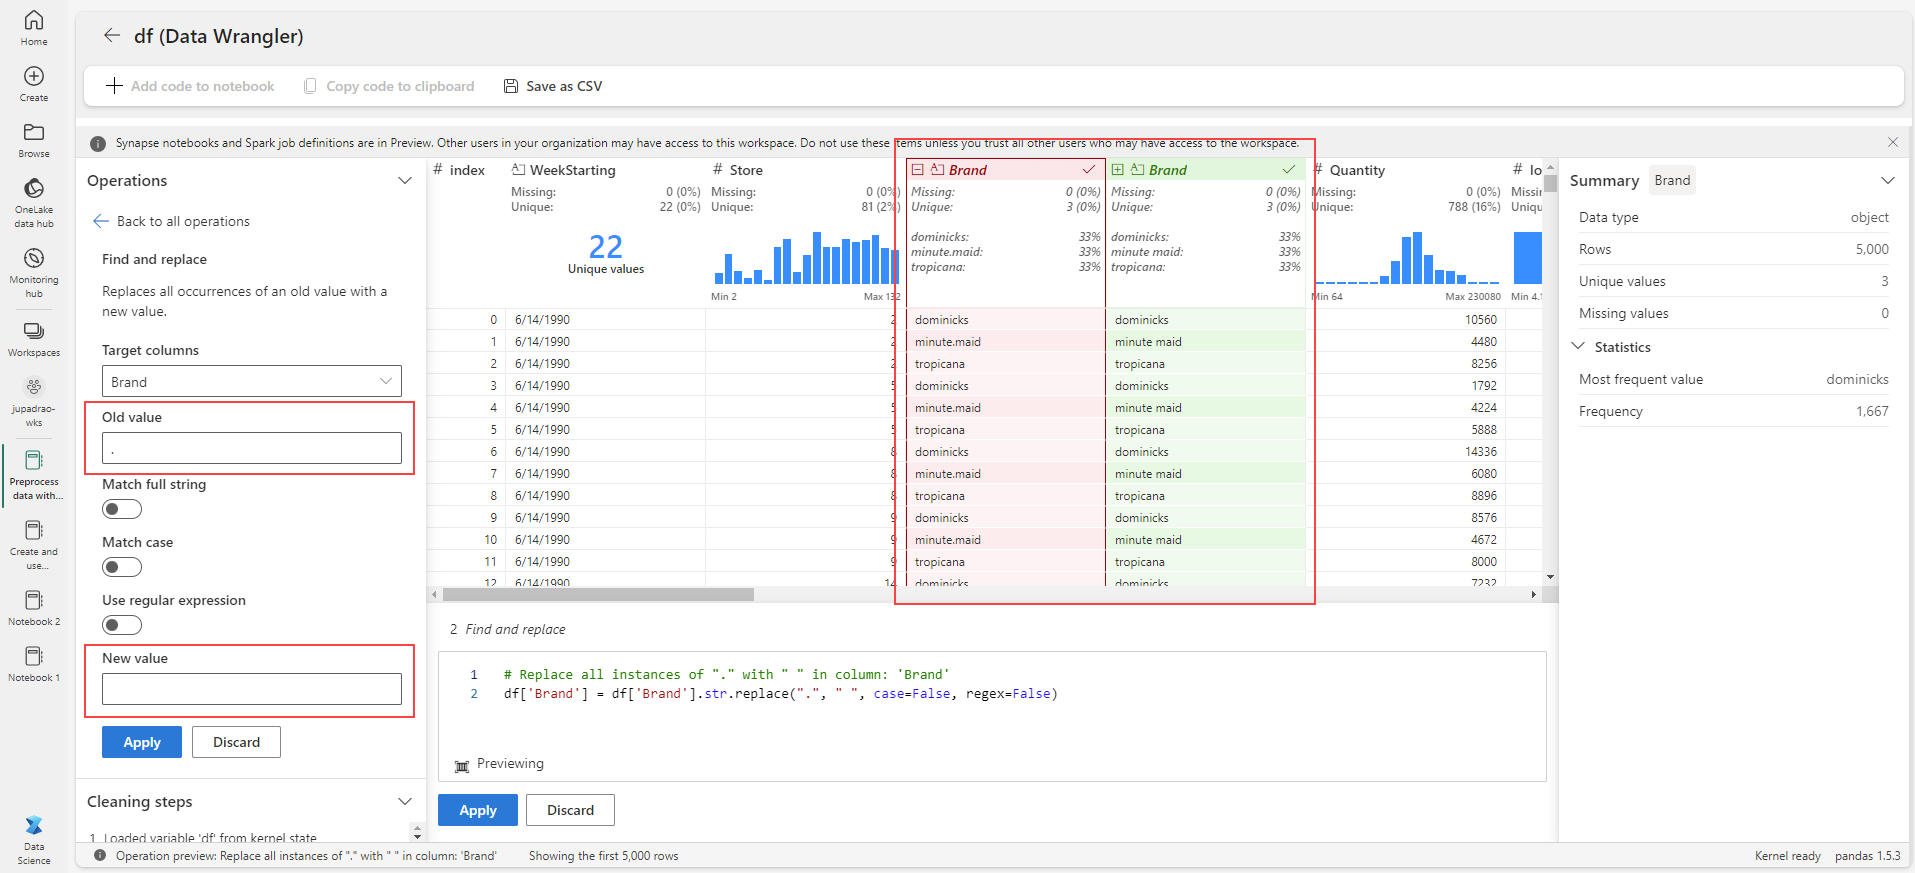 Home
Create
Browse
OneLake
data hub
Monitoring
hub
Workspaces
jupadrao-
wks
Preprocess
data with...
Create and
use...
Notebook 2
Notebook 1
Data
Science
df (Data Wrangler)
Add code to notebook Copy code to clipboard Save as CSV
Synapse notebooks and Spark job definitions are in Preview. Other users in your organization may have access to this workspace. Do not use these items unless you trust all other users who may have access to the workspace.
Operations
Back to all operations
Find and replace
Replaces all occurrences of an old value with a
new value.
Target columns
Brand
Old value
.
Match full string
Match case
Use regular expression
New value
Apply Discard
Cleaning steps
1 Loaded variable 'df' from kernel state
# index WeekStarting # Store Brand Brand # Quantity #
Missing: 0 (0%) Missing: 0 (0%) Missing: 0 (0%) Missing: 0 (0%) Missing: 0 (0%)
Unique: 22 (0%) Unique: 81 (2%) Unique: 3 (0%) Unique: 3 (0%) Unique: 788 (16%)
22
Unique values
Min 2 Max 132
dominicks: 33% dominicks: 33%
minute.maid: 33% minute maid: 33%
tropicana: 33% tropicana: 33%
Min 64 Max 230080 Min 4.1
0 6/14/1990 2 dominicks dominicks 10560
1 6/14/1990 2 minute.maid minute maid 4480
2 6/14/1990 2 tropicana tropicana 8256
3 6/14/1990 5 dominicks dominicks 1792
4 6/14/1990 5 minute.maid minute maid 4224
5 6/14/1990 5 tropicana tropicana 5888
6 6/14/1990 8 dominicks dominicks 14336
7 6/14/1990 8 minute.maid minute maid 6080
8 6/14/1990 8 tropicana tropicana 8896
9 6/14/1990 9 dominicks dominicks 8576
10 6/14/1990 9 minute.maid minute maid 4672
11 6/14/1990 9 tropicana tropicana 8000
12 6/14/1990 14 dominicks dominicks 7232
2 Find and replace
1 # Replace all instances of "." with " " in column: 'Brand'
2 df['Brand'] = df['Brand'].str.replace(".", " ", case=False, regex=False)
Previewing
Apply Discard
Summary Brand
Data type object
Rows 5,000
Unique values 3
Missing values 0
Statistics
Most frequent value dominicks
Frequency 1,667
Operation preview: Replace all instances of "." with " " in column: 'Brand' Showing the first 5,000 rows
Kernel ready pandas 1.5.3